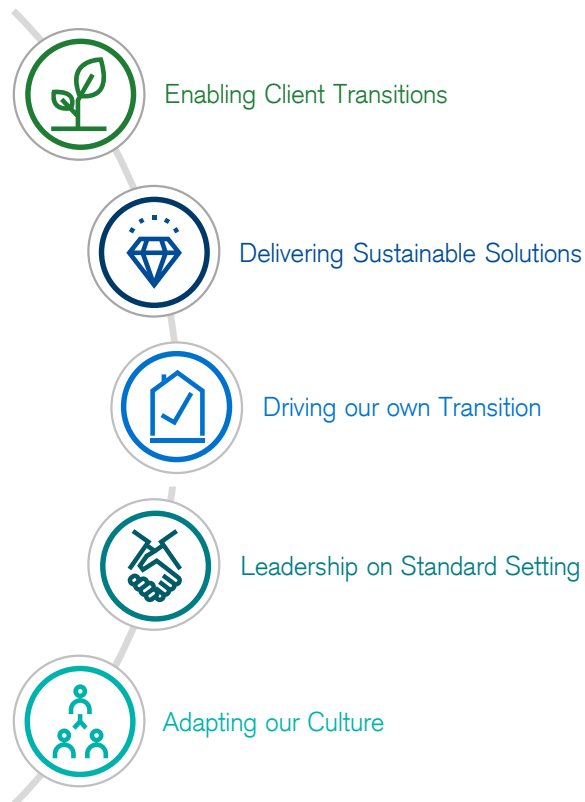 Enabling Client Transitions
Delivering Sustainable Solutions
Driving our own Transition
Leadership on Standard Setting
Adapting our Culture